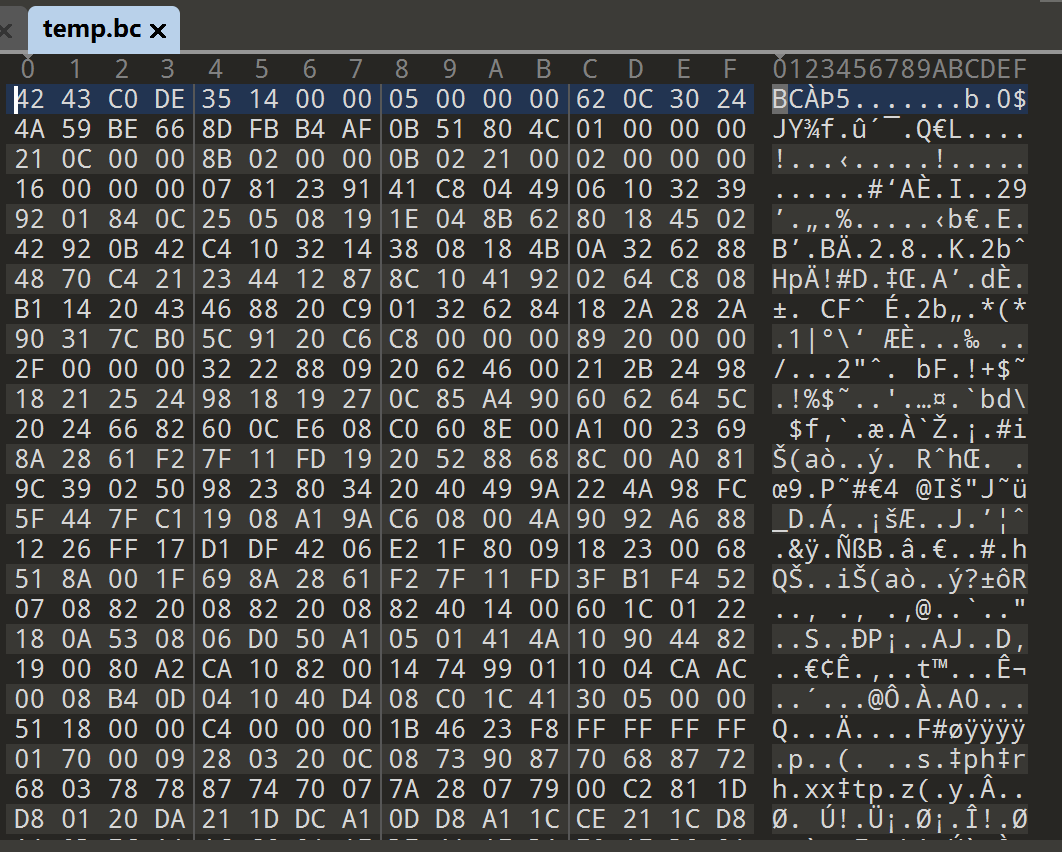 temp.bc ×
0 1 2 3 4 5 6 7 8 9 A B C D E F 0123456789ABCDEF
42 43 C0 DE 35 14 00 00 05 00 00 00 62 0C 30 24 BCÀÞ5.......b.0$
4A 59 BE 66 8D FB B4 AF 0B 51 80 4C 01 00 00 00 JY¾f.û´¯.Q€L....
21 0C 00 00 8B 02 00 00 0B 02 21 00 02 00 00 00 !...‹.....!.....
16 00 00 00 07 81 23 91 41 C8 04 49 06 10 32 39 ......#‘AÈ.I..29
92 01 84 0C 25 05 08 19 1E 04 8B 62 80 18 45 02 ’.„.%.....‹b€.E.
42 92 0B 42 C4 10 32 14 38 08 18 4B 0A 32 62 88 B’.BÄ.2.8..K.2bˆ
48 70 C4 21 23 44 12 87 8C 10 41 92 02 64 C8 08 HpÄ!#D.‡Œ.A’.dÈ.
B1 14 20 43 46 88 20 C9 01 32 62 84 18 2A 28 2A ±. CFˆ É.2b„.*(*
90 31 7C B0 5C 91 20 C6 C8 00 00 00 89 20 00 00 .1|°\‘ ÆÈ...‰ ..
2F 00 00 00 32 22 88 09 20 62 46 00 21 2B 24 98 /...2"ˆ. bF.!+$˜
18 21 25 24 98 18 19 27 0C 85 A4 90 60 62 64 5C .!%$˜..'.…¤.`bd\
20 24 66 82 60 0C E6 08 C0 60 8E 00 A1 00 23 69 $f‚`.æ.À`Ž.¡.#i
8A 28 61 F2 7F 11 FD 19 20 52 88 68 8C 00 A0 81 Š(aò..ý. RˆhŒ. .
9C 39 02 50 98 23 80 34 20 40 49 9A 22 4A 98 FC œ9.P˜#€4 @Iš"J˜ü
5F 44 7F C1 19 08 A1 9A C6 08 00 4A 90 92 A6 88 _D.Á..¡šÆ..J.’¦ˆ
12 26 FF 17 D1 DF 42 06 E2 1F 80 09 18 23 00 68 .&ÿ.ÑßB.â.€..#.h
51 8A 00 1F 69 8A 28 61 F2 7F 11 FD 3F B1 F4 52 QŠ..iŠ(aò..ý?±ôR
07 08 82 20 08 82 20 08 82 40 14 00 60 1C 01 22 ..‚ .‚ .‚@..`.."
18 0A 53 08 06 D0 50 A1 05 01 41 4A 10 90 44 82 ..S..ÐP¡..AJ..D‚
19 00 80 A2 CA 10 82 00 14 74 99 01 10 04 CA AC ..€¢Ê.‚..t™...Ê¬
00 08 B4 0D 04 10 40 D4 08 C0 1C 41 30 05 00 00 ..´...@Ô.À.A0...
51 18 00 00 C4 00 00 00 1B 46 23 F8 FF FF FF FF Q...Ä....F#øÿÿÿÿ
01 70 00 09 28 03 20 0C 08 73 90 87 70 68 87 72 .p..(. ..s.‡ph‡r
68 03 78 78 87 74 70 07 7A 28 07 79 00 C2 81 1D h.xx‡tp.z(.y.Â..
D8 01 20 DA 21 1D DC A1 0D D8 A1 1C CE 21 1C D8 Ø. Ú!.Ü¡.Ø¡.Î!.Ø